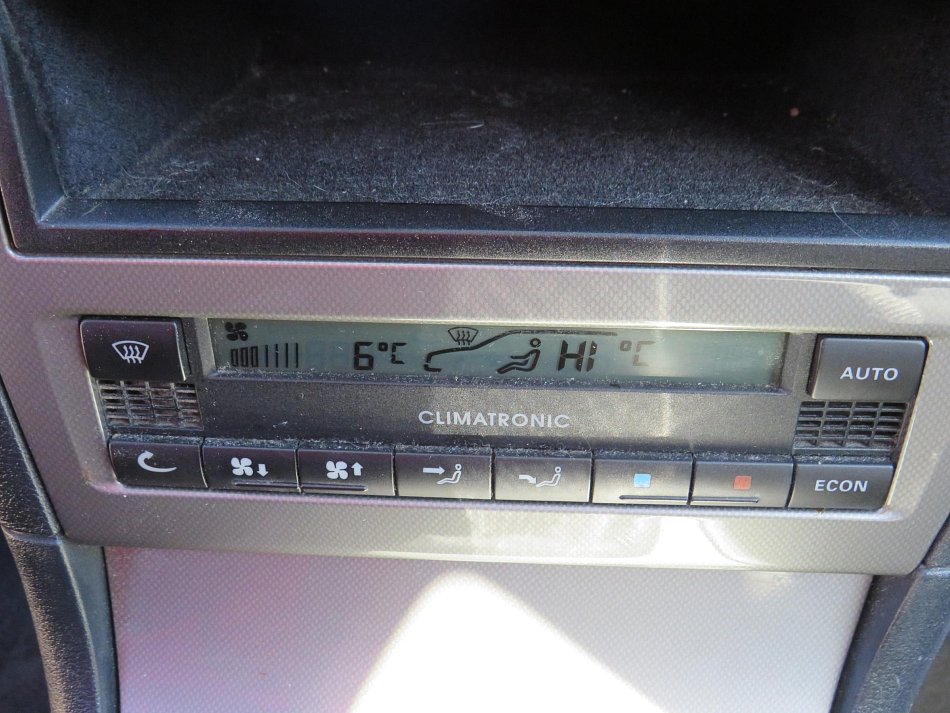 6°C HI °C
AUTO
CLIMATRONIC
ECON